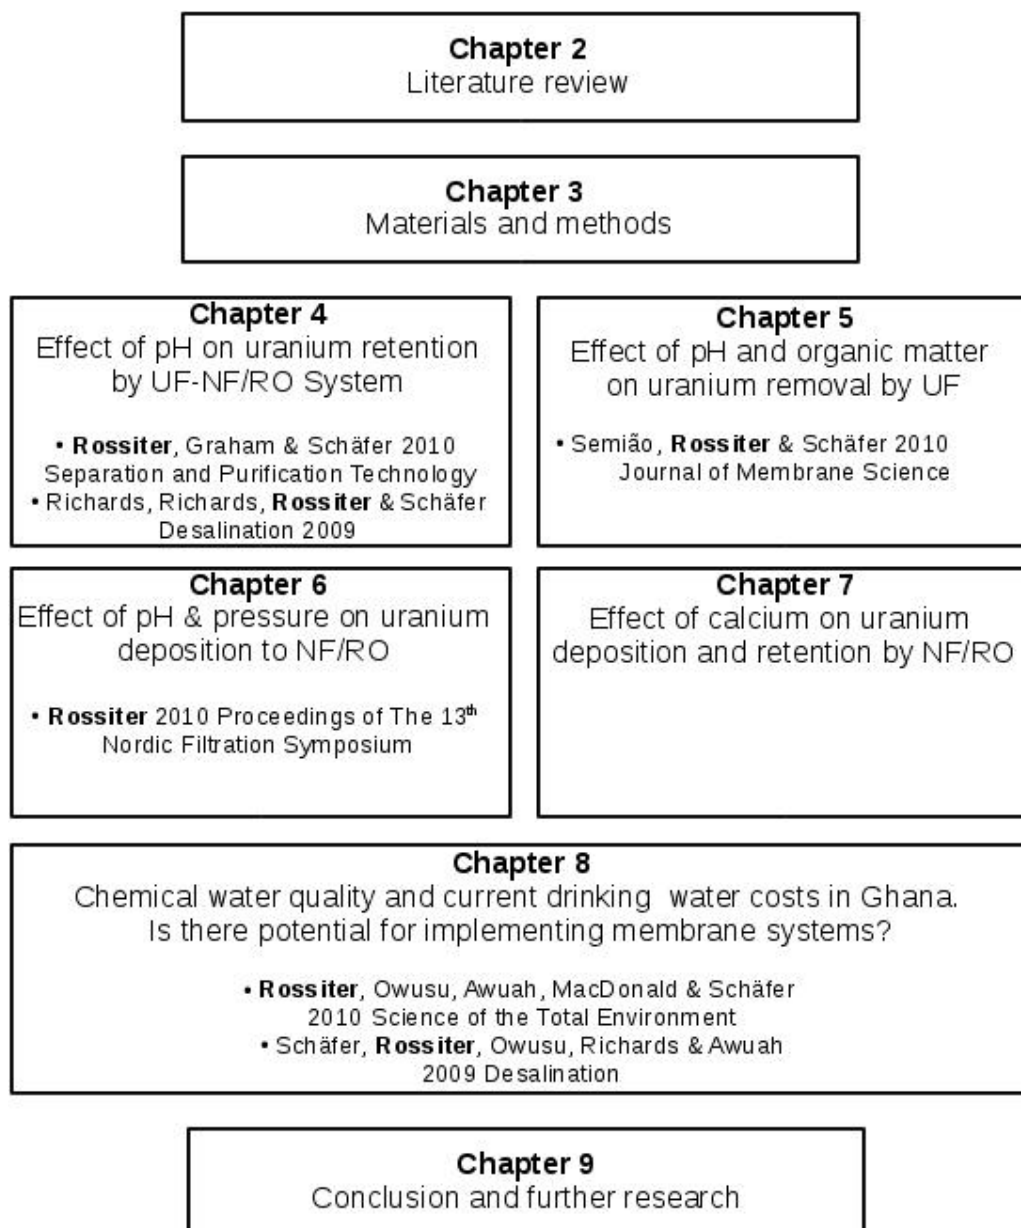 Chapter 2
Literature review
Chapter 3
Materials and methods
Chapter 4
Effect of pH on uranium retention
by UF-NF/RO System
• Rossiter, Graham & Schäfer 2010
Separation and Purification Technology
• Richards, Richards, Rossiter & Schäfer
Desalination 2009
Chapter 5
Effect of pH and organic matter
on uranium removal by UF
• Semião, Rossiter & Schäfer 2010
Journal of Membrane Science
Chapter 6
Effect of pH & pressure on uranium
deposition to NF/RO
• Rossiter 2010 Proceedings of The 13th
Nordic Filtration Symposium
Chapter 7
Effect of calcium on uranium
deposition and retention by NF/RO
Chapter 8
Chemical water quality and current drinking water costs in Ghana.
Is there potential for implementing membrane systems?
• Rossiter, Owusu, Awuah, MacDonald & Schäfer
2010 Science of the Total Environment
• Schäfer, Rossiter, Owusu, Richards & Awuah
2009 Desalination
Chapter 9
Conclusion and further research